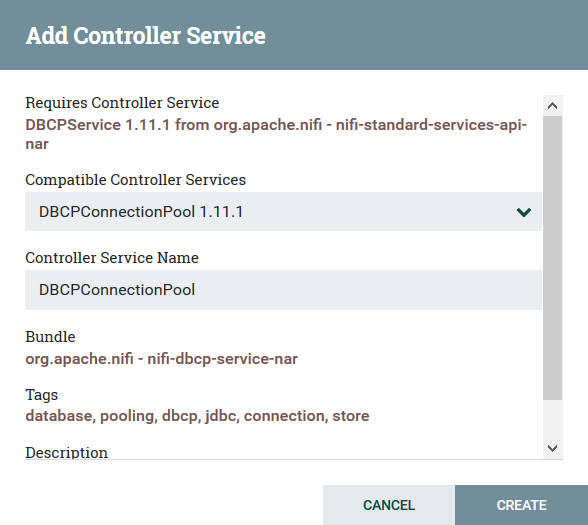 Add Controller Service
Requires Controller Service
DBCPService 1.11.1 from org.apache.nifi - nifi-standard-services-api-
nar
Compatible Controller Services
DBCPConnectionPool 1.11.1
Controller Service Name
DBCPConnectionPool
Bundle
org.apache.nifi - nifi-dbcp-service-nar
Tags
database, pooling, dbcp, jdbc, connection, store
Description
CANCEL CREATE